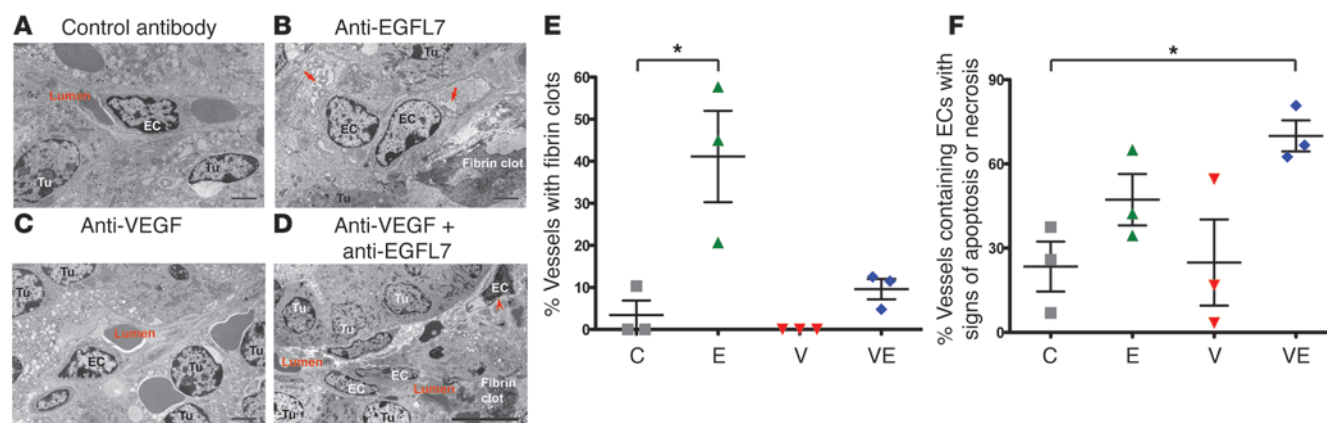 A Control antibody
Lumen
EC
Tu
Tu
B Anti-EGFL7
Tu
EC
EC
Fibrin clot
Tu
C Anti-VEGF
Tu
Tu
Lumen
EC
Tu
Tu
Tu
D Anti-VEGF +
anti-EGFL7
EC
Tu
Tu
Tu
Lumen
EC
EC
Lumen
Fibrin
clot
Tu
Tu
E
*
% Vessels with fibrin clots
60
50
40
30
20
10
0
C E V VE
F
*
% Vessels containing ECs with
signs of apoptosis or necrosis
90
60
30
0
C E V VE